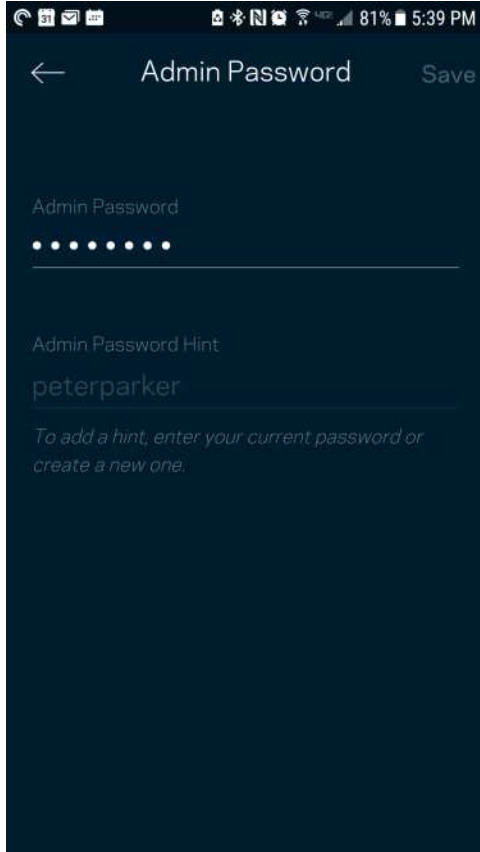 31 81% 5:39 PM
Admin Password Save
Admin Password
••••••••
Admin Password Hint
peterparker
To add a hint, enter your current password or
create a new one.